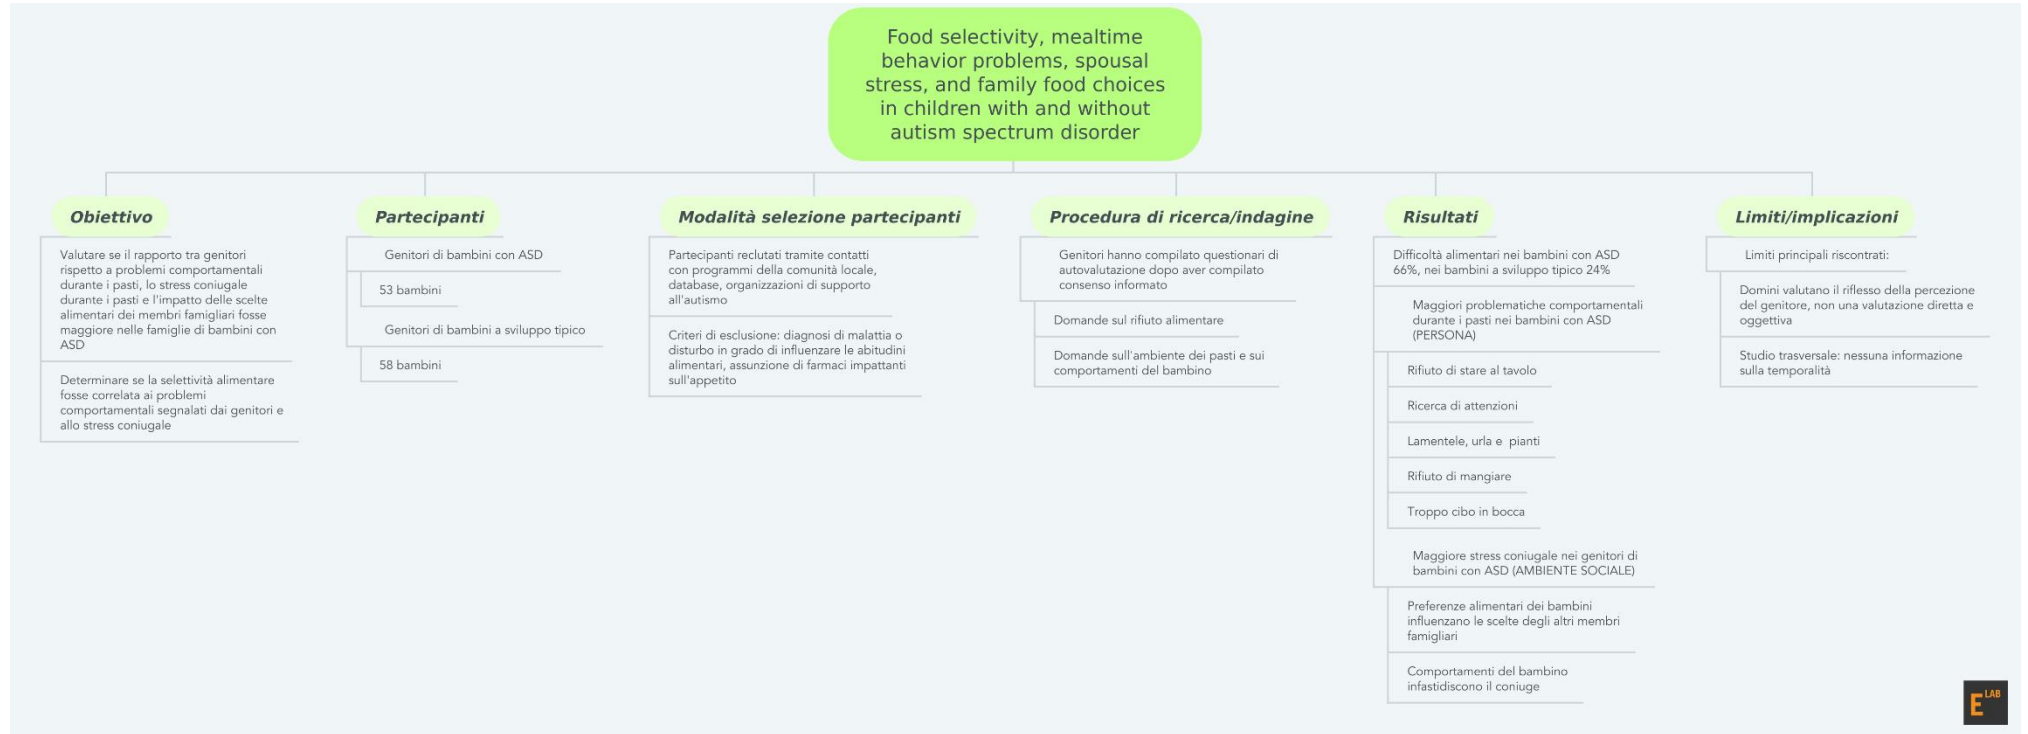 Food selectivity, mealtime
behavior problems, spousal
stress, and family food choices
in children with and without
autism spectrum disorder
Obiettivo
Valutare se il rapporto tra genitori
rispetto a problemi comportamentali
durante i pasti, lo stress coniugale
durante i pasti e l'impatto delle scelte
alimentari dei membri famigliari fosse
maggiore nelle famiglie di bambini con
ASD
Determinare se la selettività alimentare
fosse correlata ai problemi
comportamentali segnalati dai genitori e
allo stress coniugale
Partecipanti
Genitori di bambini con ASD
53 bambini
Genitori di bambini a sviluppo tipico
58 bambini
Modalità selezione partecipanti
Partecipanti reclutati tramite contatti
con programmi della comunità locale,
database, organizzazioni di supporto
all'autismo
Criteri di esclusione: diagnosi di malattia o
disturbo in grado di influenzare le abitudini
alimentari, assunzione di farmaci impattanti
sull'appetito
Procedura di ricerca/indagine
Genitori hanno compilato questionari di
autovalutazione dopo aver compilato
consenso informato
Domande sul rifiuto alimentare
Domande sull'ambiente dei pasti e sui
comportamenti del bambino
Risultati
Difficoltà alimentari nei bambini con ASD
66%, nei bambini a sviluppo tipico 24%
Maggiori problematiche comportamentali
durante i pasti nei bambini con ASD
(PERSONA)
Rifiuto di stare al tavolo
Ricerca di attenzioni
Lamentele, urla e  pianti
Rifiuto di mangiare
Troppo cibo in bocca
Maggiore stress coniugale nei genitori di
bambini con ASD (AMBIENTE SOCIALE)
Preferenze alimentari dei bambini
influenzano le scelte degli altri membri
famigliari
Comportamenti del bambino
infastidiscono il coniuge
Limiti/implicazioni
Limiti principali riscontrati:
Domini valutano il riflesso della percezione
del genitore, non una valutazione diretta e
oggettiva
Studio trasversale: nessuna informazione
sulla temporalità
E LAB